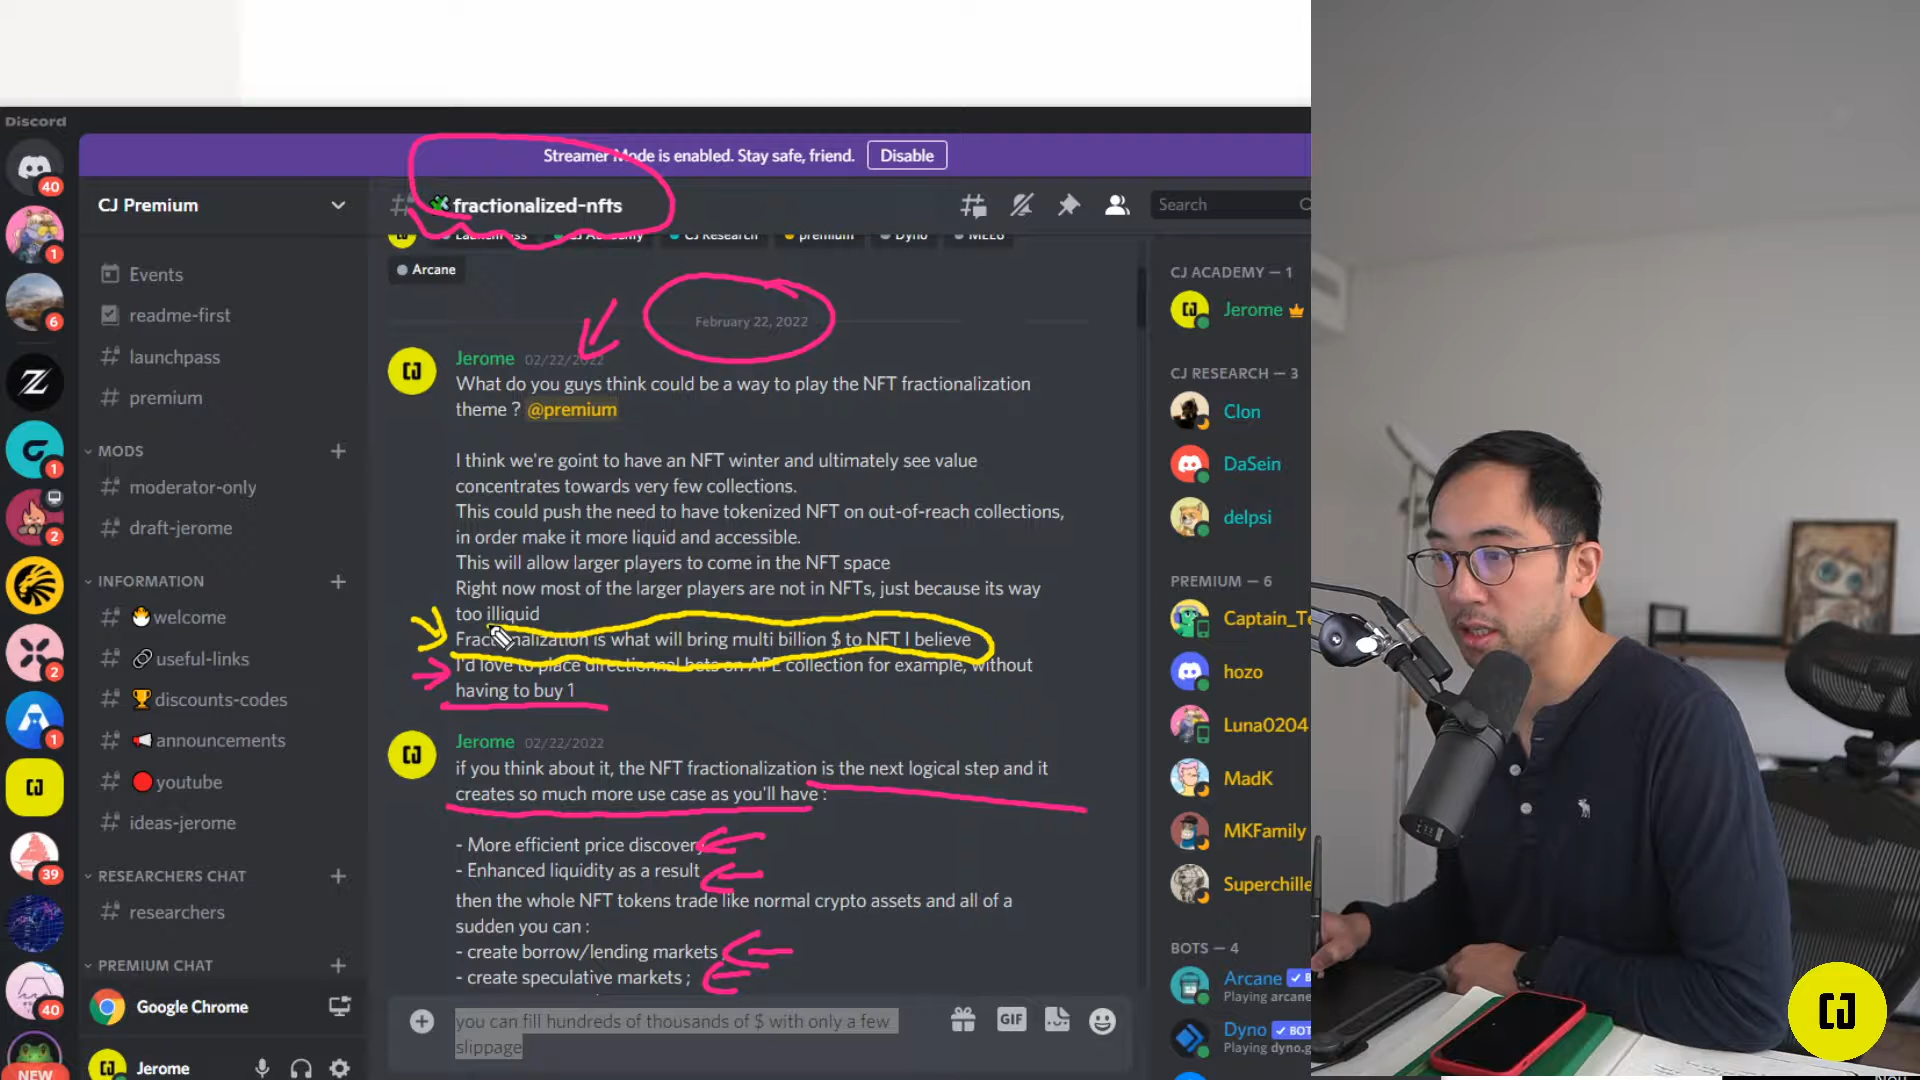 Discord
Streamer Mode is enabled. Stay safe, friend.
Disable
CJ Premium
fractionalized-nfts
Search
CJ Research
premium
Dyno
Arcane
Events
readme-first
launchpass
premium
MODS
moderator-only
draft-jerome
INFORMATION
welcome
useful-links
discounts-codes
announcements
youtube
ideas-jerome
RESEARCHERS CHAT
researchers
PREMIUM CHAT
Google Chrome
Jerome
40
1
6
1
2
2
1
39
40
NEW
February 22, 2022
Jerome 02/22/2022
What do you guys think could be a way to play the NFT fractionalization
theme ? @premium
I think we're goint to have an NFT winter and ultimately see value
concentrates towards very few collections.
This could push the need to have tokenized NFT on out-of-reach collections,
in order make it more liquid and accessible.
This will allow larger players to come in the NFT space
Right now most of the larger players are not in NFTs, just because its way
too illiquid
Fractionalization is what will bring multi billion $ to NFT I believe
I'd love to place directionnal bets on APE collection for example, without
having to buy 1
Jerome 02/22/2022
if you think about it, the NFT fractionalization is the next logical step and it
creates so much more use case as you'll have :
- More efficient price discovery
- Enhanced liquidity as a result
then the whole NFT tokens trade like normal crypto assets and all of a
sudden you can :
- create borrow/lending markets
- create speculative markets ;
you can fill hundreds of thousands of $ with only a few
slippage
GIF
CJ ACADEMY — 1
Jerome
CJ RESEARCH — 3
Clon
DaSein
delpsi
PREMIUM — 6
Captain_T
hozo
Luna0204
MadK
MKFamily
Superchille
BOTS — 4
Arcane
Playing arcane
Dyno
BOT
Playing dyno.g